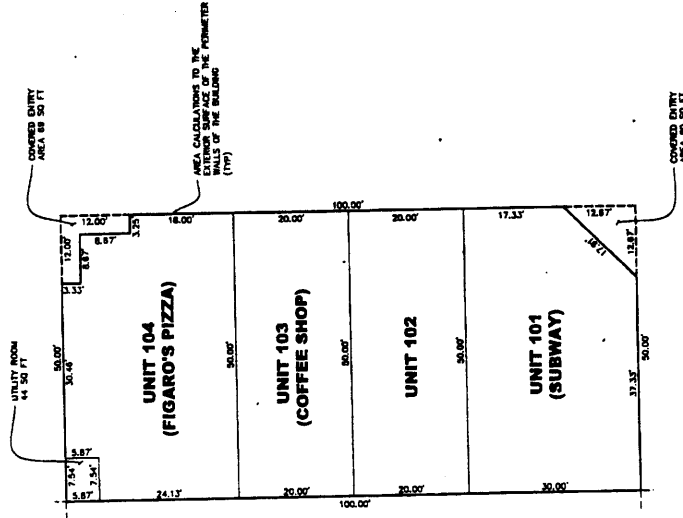 COVERED ENTRY
AREA 69 SQ FT
AREA CALCULATIONS TO THE
EXTERIOR SURFACE OF THE PERIMETER
WALLS OF THE BUILDING
(TYP)
UTILITY ROOM
44 SQ FT
50.00'
30.46'
12.00'
12.00'
3.33'
8.67'
8.67'
3.25'
18.00'
5.87'
7.54'
7.54'
5.87'
24.13'
UNIT 104
(FIGARO'S PIZZA)
50.00'
100.00'
20.00'
UNIT 103
(COFFEE SHOP)
20.00'
50.00'
20.00'
UNIT 102
20.00'
50.00'
100.00'
17.33'
UNIT 101
(SUBWAY)
30.00'
17.91'
12.67'
12.67'
37.33'
50.00'
COVERED ENTRY